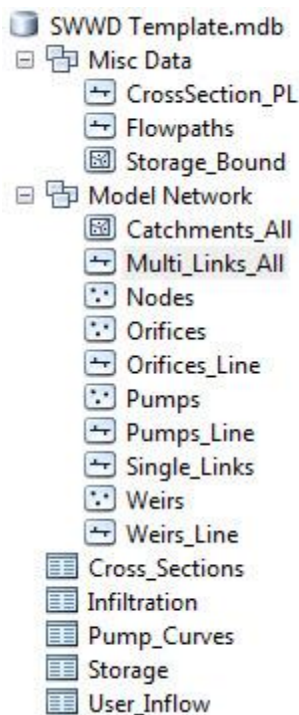 SWWD Template.mdb
Misc Data
CrossSection_PL
Flowpaths
Storage_Bound
Model Network
Catchments_All
Multi_Links_All
Nodes
Orifices
Orifices_Line
Pumps
Pumps_Line
Single_Links
Weirs
Weirs_Line
Cross_Sections
Infiltration
Pump_Curves
Storage
User_Inflow